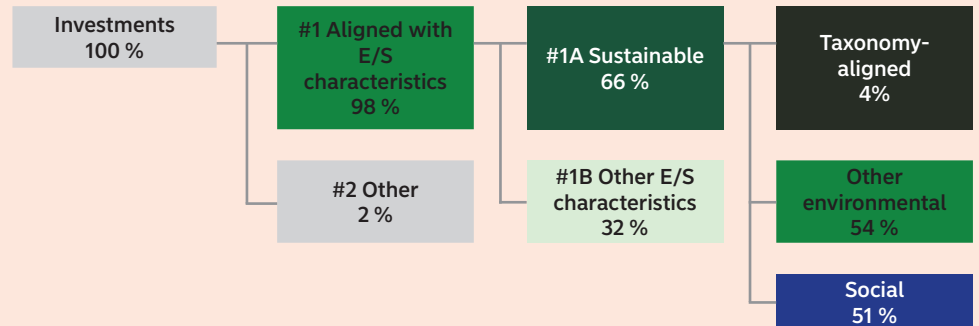 Investments
100 %
#1 Aligned with
E/S
characteristics
98 %
#2 Other
2 %
#1A Sustainable
66 %
#1B Other E/S
characteristics
32 %
Taxonomy-
aligned
4%
Other
environmental
54 %
Social
51 %